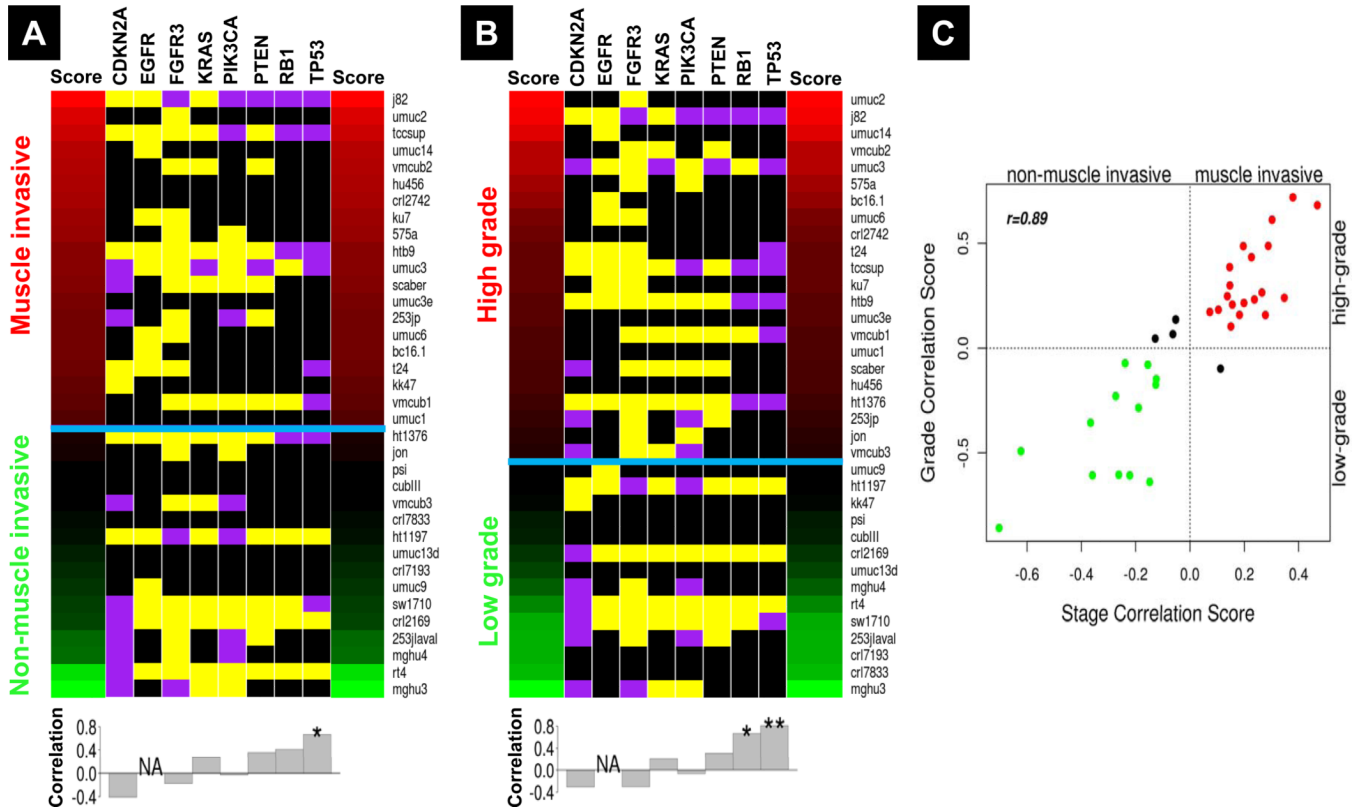 A
Score
CDKN2A
EGFR
FGFR3
KRAS
PIK3CA
PTEN
RB1
TP53
Score
Muscle invasive
Non-muscle invasive
j82
umuc2
tccsup
umuc14
vmcub2
hu456
crl2742
ku7
575a
htb9
umuc3
scaber
umuc3e
253jp
umuc6
bc16.1
t24
kk47
vmcub1
umuc1
ht1376
jon
psi
cubIII
vmcub3
crl7833
ht1197
umuc13d
crl7193
umuc9
sw1710
crl2169
253jlaval
mghu4
rt4
mghu3
Correlation
0.8
0.4
0.0
-0.4
NA
*
B
Score
CDKN2A
EGFR
FGFR3
KRAS
PIK3CA
PTEN
RB1
TP53
Score
High grade
Low grade
umuc2
j82
umuc14
vmcub2
umuc3
575a
bc16.1
umuc6
crl2742
t24
tccsup
ku7
htb9
umuc3e
vmcub1
umuc1
scaber
hu456
ht1376
253jp
jon
vmcub3
umuc9
ht1197
kk47
psi
cubIII
crl2169
umuc13d
mghu4
rt4
sw1710
253jlaval
crl7193
crl7833
mghu3
Correlation
0.8
0.4
0.0
-0.4
NA
*
**
C
non-muscle invasive
muscle invasive
r=0.89
high-grade
low-grade
Grade Correlation Score
0.5
0.0
-0.5
-0.6
-0.4
-0.2
0.0
0.2
0.4
Stage Correlation Score